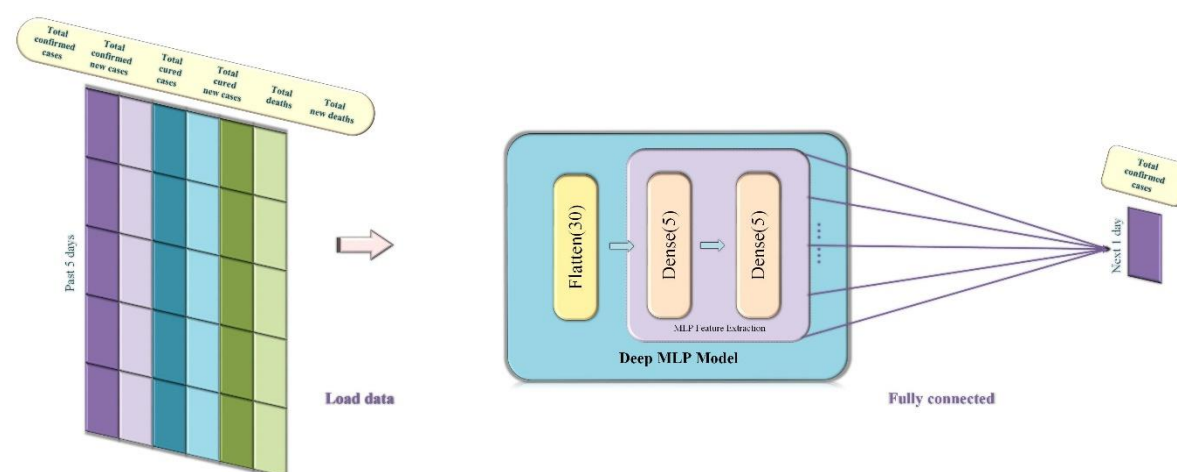 Total
confirmed
cases
Total
confirmed
new cases
Total
cured
cases
Total
cured
new cases
Total
deaths
Total
new deaths
Past 5 days
Load data
Flatten(30)
Dense(5)
Dense(5)
MLP Feature Extraction
Deep MLP Model
Fully connected
Total
confirmed
cases
Next 1 day